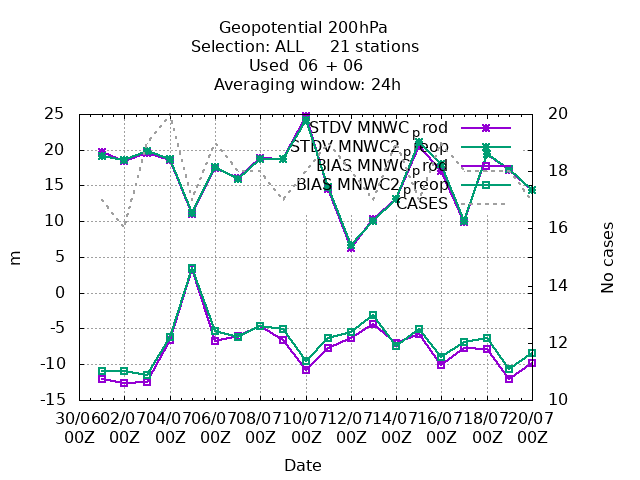 Geopotential 200hPa
Selection: ALL 21 stations
Used 06 + 06
Averaging window: 24h
25
20
15
10
5
0
-5
-10
-15
20
18
16
14
12
10
STDV MNWC_prod
STDV MNWC2_preop
BIAS MNWC_prod
BIAS MNWC2_preop
CASES
m
No cases
30/06 02/07 04/07 06/07 08/07 10/07 12/07 14/07 16/07 18/07 20/07
00Z 00Z 00Z 00Z 00Z 00Z 00Z 00Z 00Z 00Z 00Z
Date